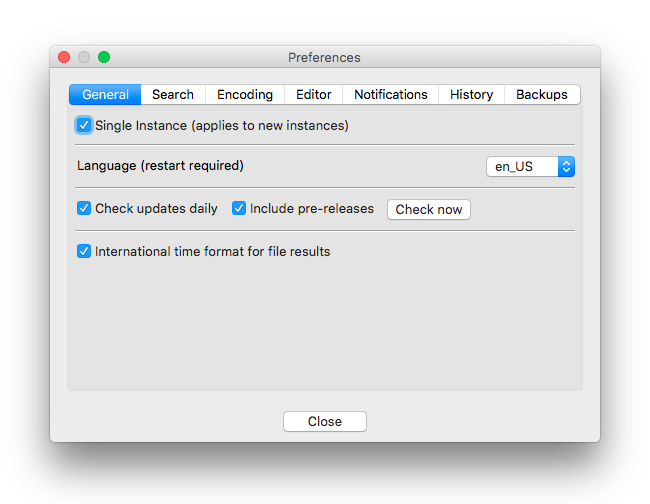 Preferences
General Search Encoding Editor Notifications History Backups
Single Instance (applies to new instances)
Language (restart required) en_US
Check updates daily Include pre-releases Check now
International time format for file results
Close